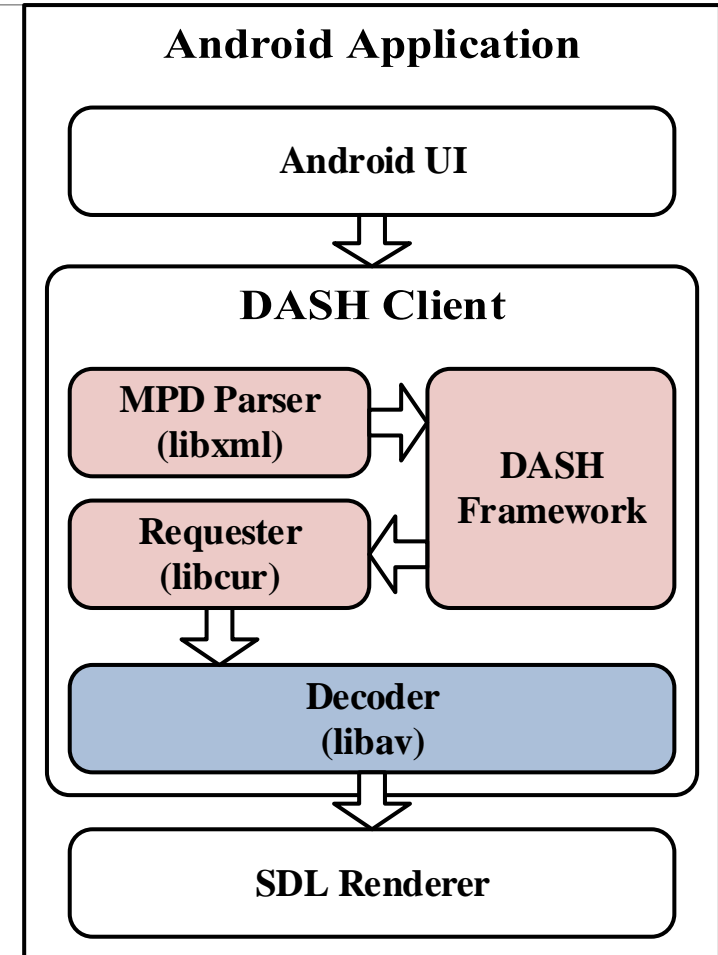 Android Application
Android UI
DASH Client
MPD Parser
(libxml)
DASH
Framework
Requester
(libcur)
Decoder
(libav)
SDL Renderer